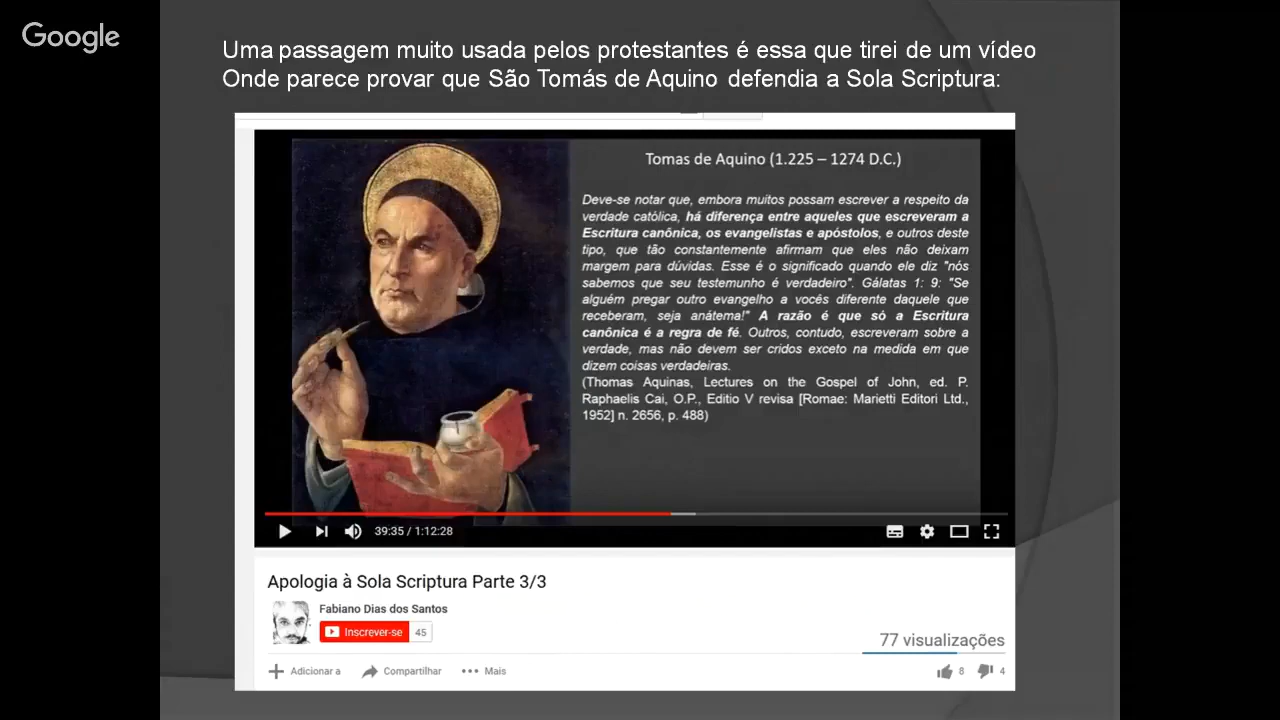 Google
Uma passagem muito usada pelos protestantes é essa que tirei de um vídeo
Onde parece provar que São Tomás de Aquino defendia a Sola Scriptura:
Tomas de Aquino (1.225 – 1274 D.C.)
Deve-se notar que, embora muitos possam escrever a respeito da
verdade católica, há diferença entre aqueles que escreveram a
Escritura canônica, os evangelistas e apóstolos, e outros deste
tipo, que tão constantemente afirmam que eles não deixam
margem para dúvidas. Esse é o significado quando ele diz "nós
sabemos que seu testemunho é verdadeiro". Gálatas 1: 9: "Se
alguém pregar outro evangelho a vocês diferente daquele que
receberam, seja anátema!" A razão é que só a Escritura
canônica é a regra de fé. Outros, contudo, escreveram sobre a
verdade, mas não devem ser cridos exceto na medida em que
dizem coisas verdadeiras.
(Thomas Aquinas, Lectures on the Gospel of John, ed. P.
Raphaelis Cai, O.P., Editio V revisa [Romae: Marietti Editori Ltd.,
1952] n. 2656, p. 488)
39:35 / 1:12:28
Apologia à Sola Scriptura Parte 3/3
Fabiano Dias dos Santos
Inscrever-se 45
77 visualizações
Adicionar a Compartilhar Mais 8 4